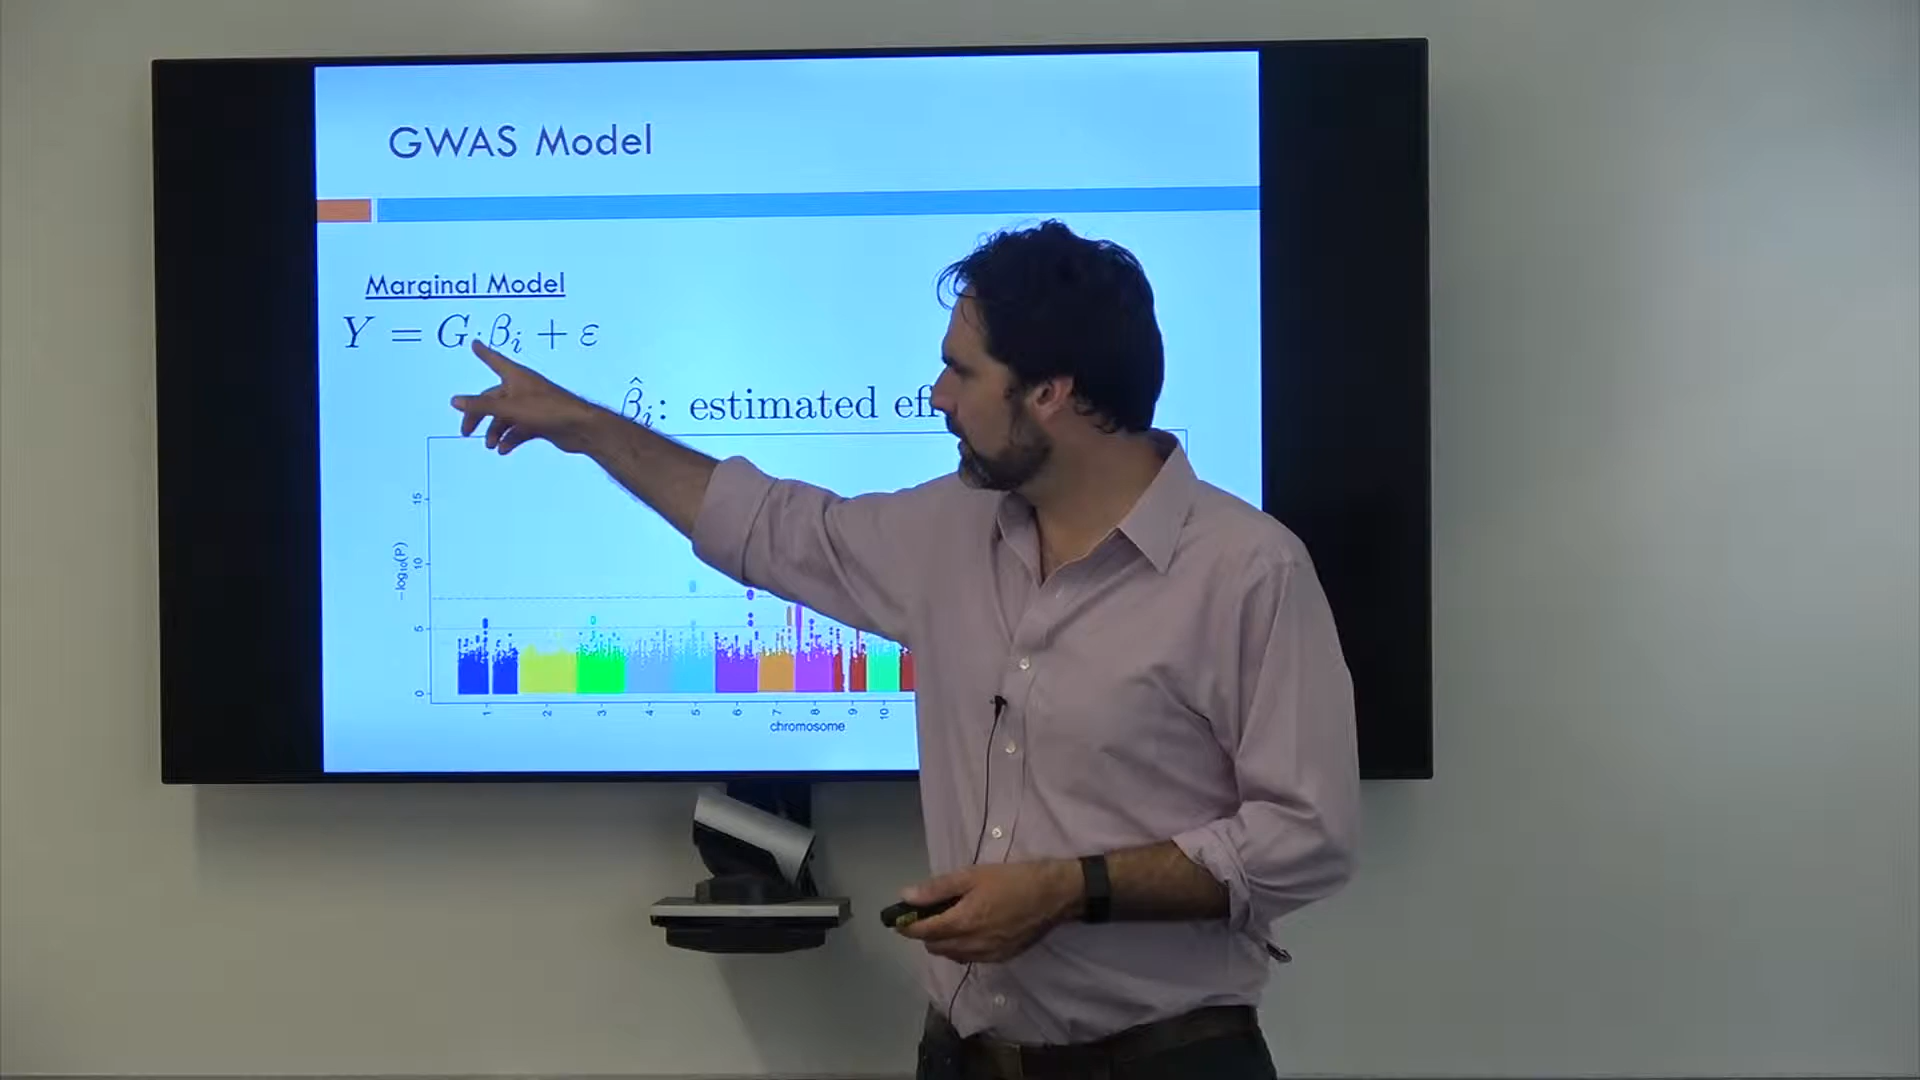 GWAS Model
Marginal Model
Y = G_i β_i + ε
β̂_i: estimated
−log₁₀(P)
15
10
5
0
1 2 3 4 5 6 7 8 9 10
chromosome